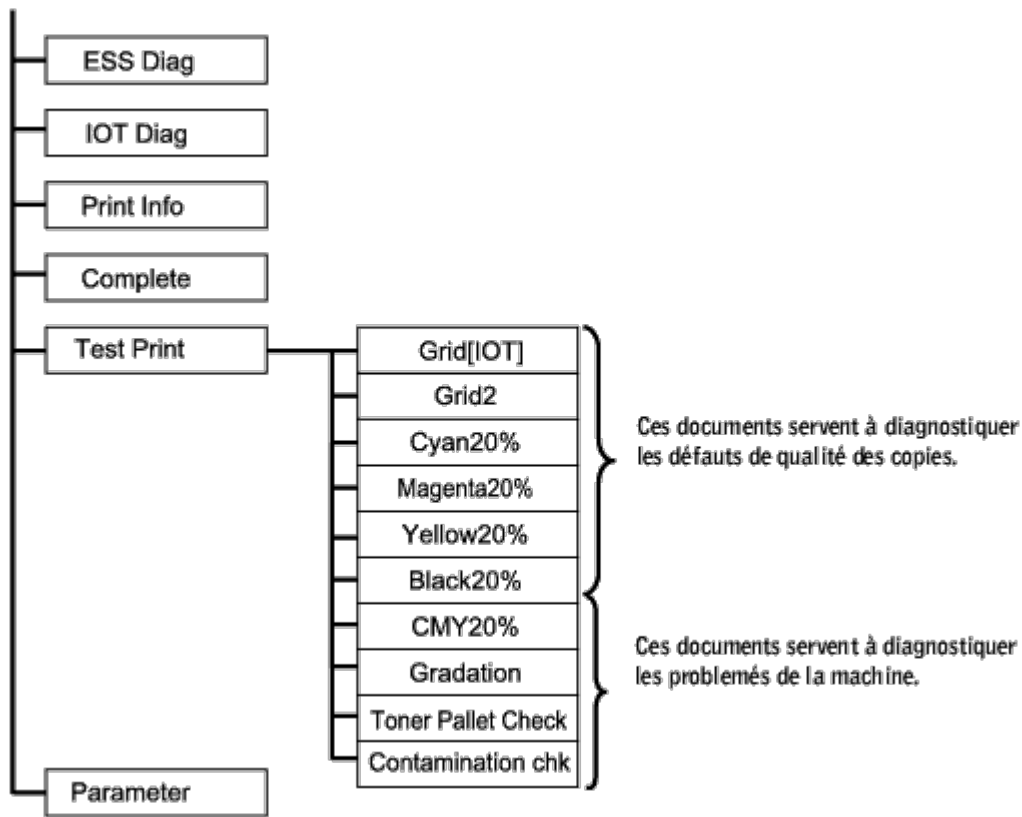 ESS Diag
IOT Diag
Print Info
Complete
Test Print
Grid[IOT]
Grid2
Cyan20%
Magenta20%
Yellow20%
Black20%
CMY20%
Gradation
Toner Pallet Check
Contamination chk
Ces documents servent à diagnostiquer
les défauts de qualité des copies.
Ces documents servent à diagnostiquer
les problemés de la machine.
Parameter